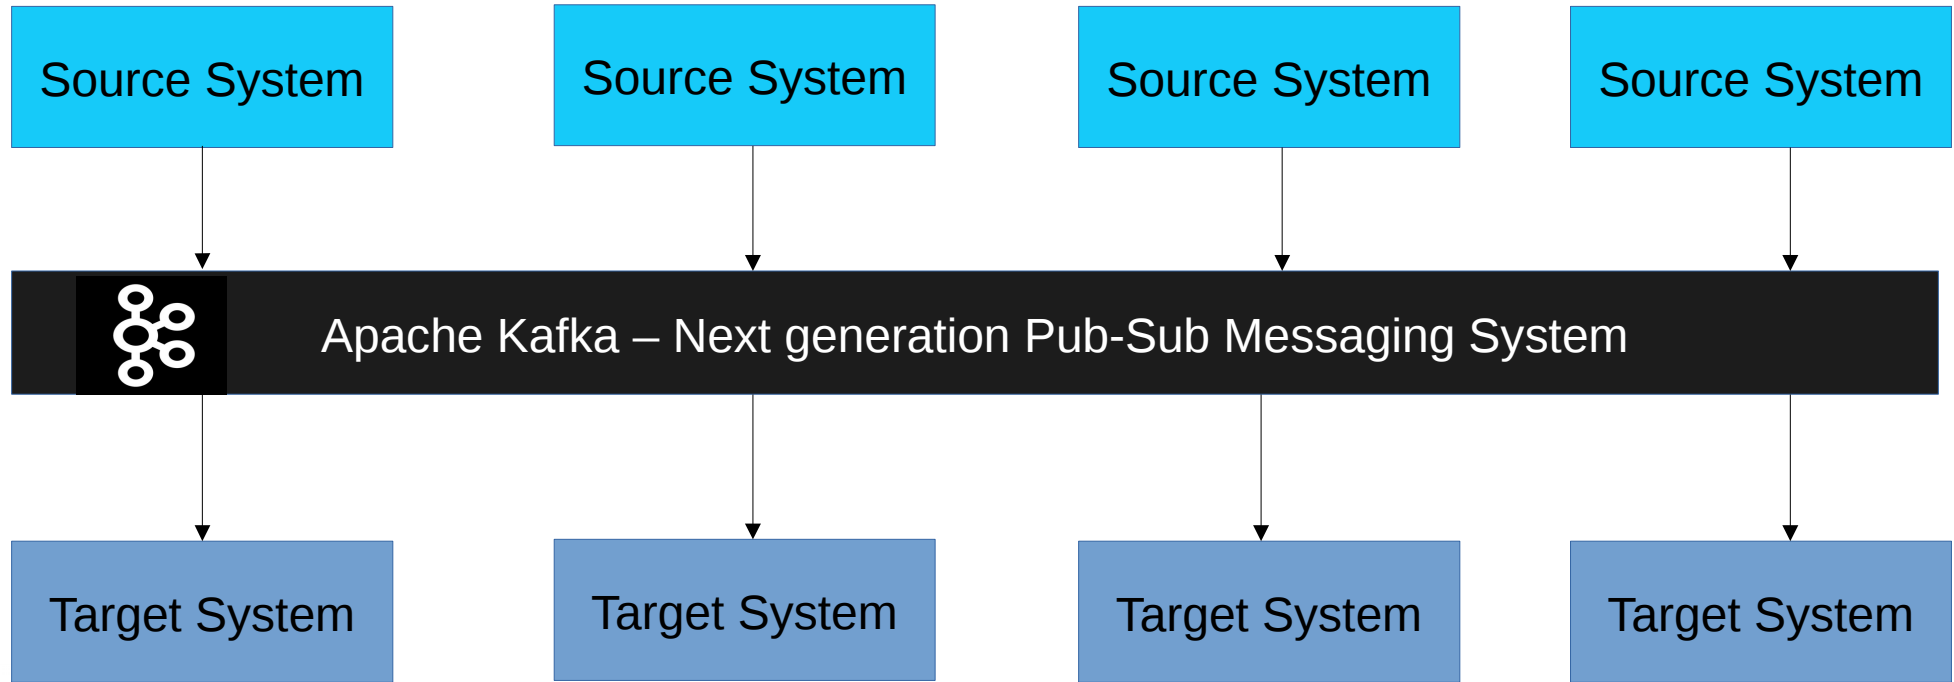 Source System
Source System
Source System
Source System
Apache Kafka – Next generation Pub-Sub Messaging System
Target System
Target System
Target System
Target System